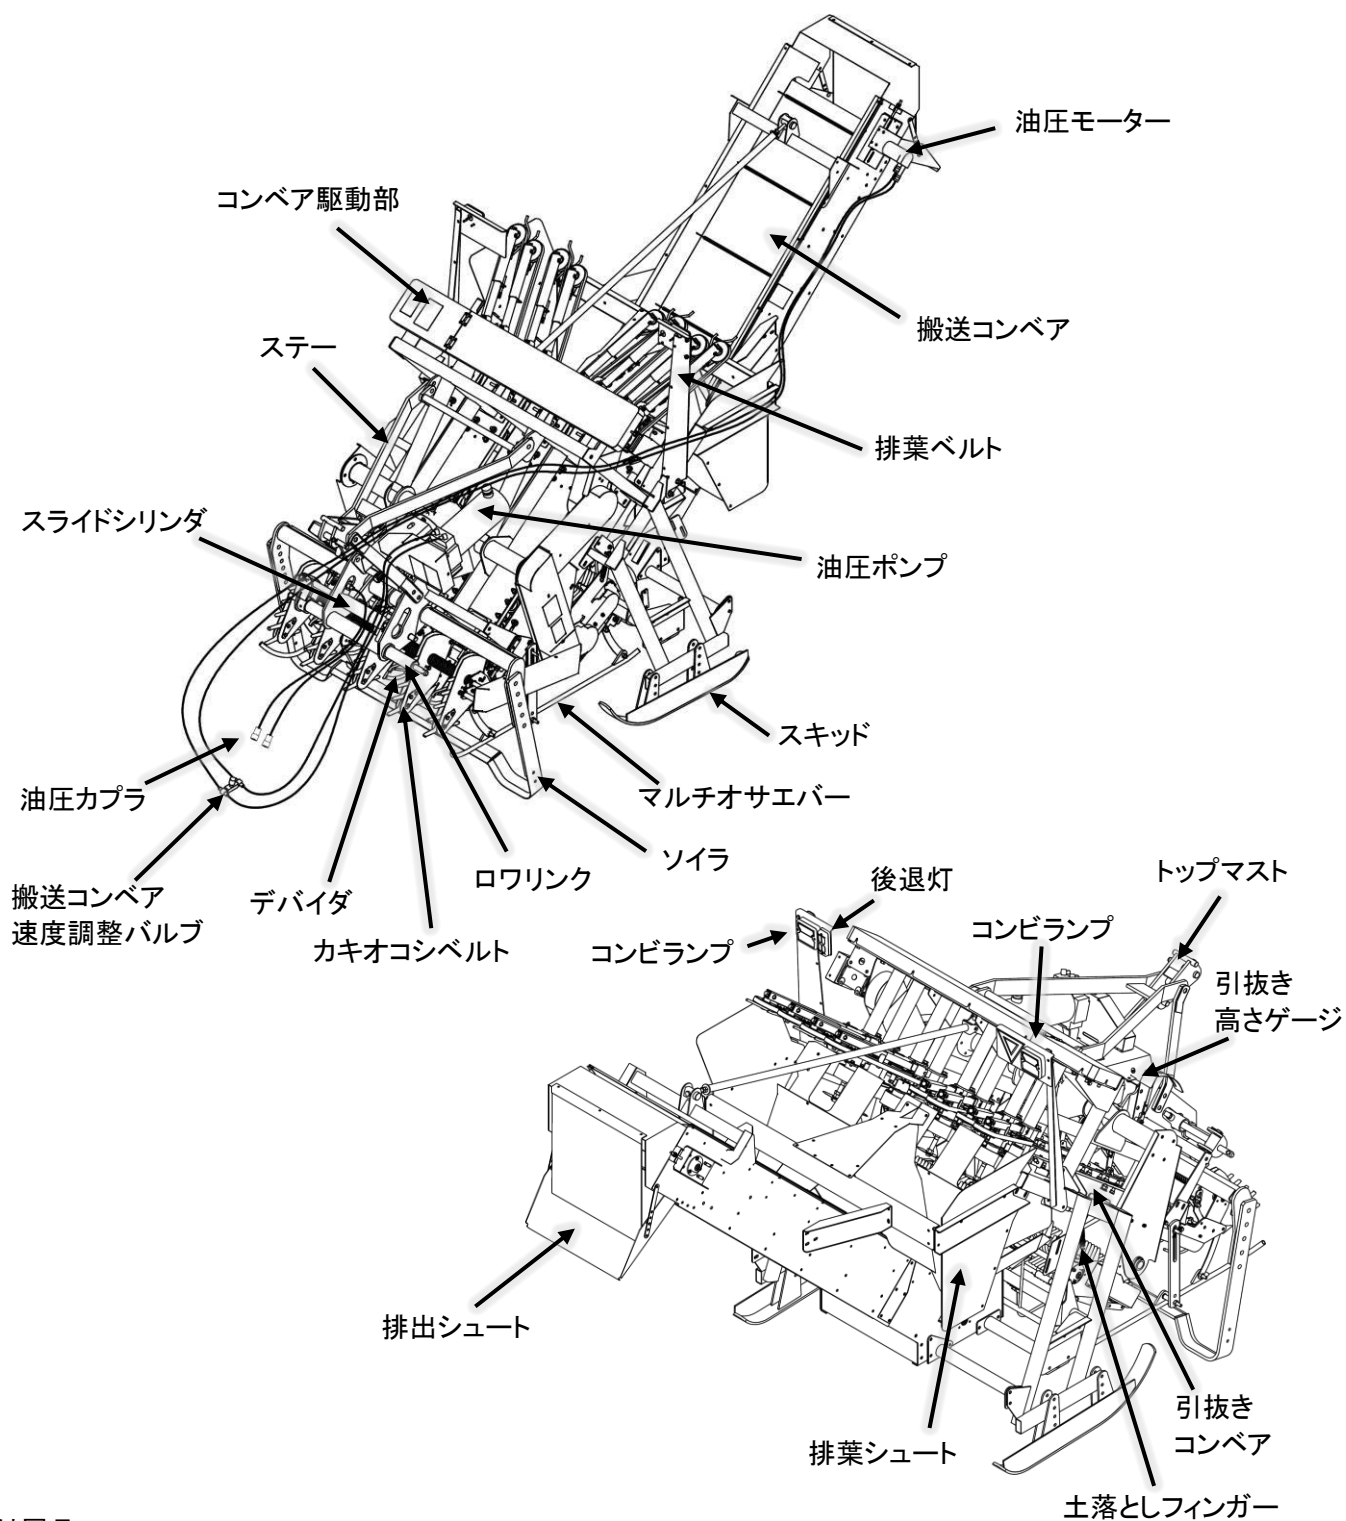 油圧モーター
コンベア駆動部
搬送コンベア
ステー
排葉ベルト
スライドシリンダ
油圧ポンプ
スキッド
油圧カプラ
マルチオサエバー
ソイラ
ロワリンク
デバイダ
搬送コンベア
速度調整バルブ
カキオコシベルト
後退灯
トップマスト
コンビランプ
コンビランプ
引抜き
高さゲージ
排出シュート
引抜き
コンベア
排葉シュート
土落としフィンガー